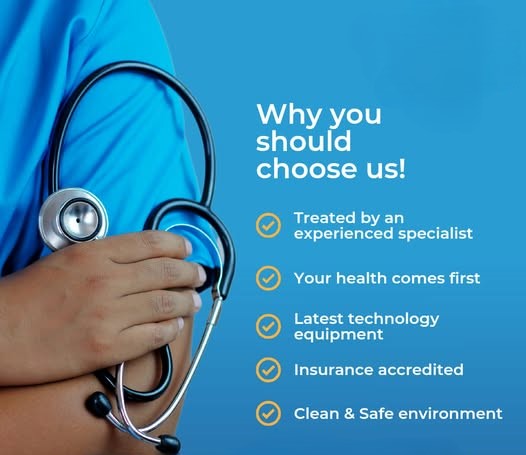 Why you
should
choose us!
Treated by an
experienced specialist
Your health comes first
Latest technology
equipment
Insurance accredited
Clean & Safe environment